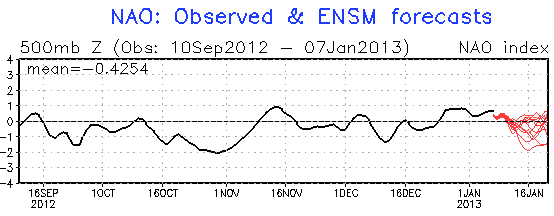 NAO: Observed & ENSM forecasts
500mb Z (Obs: 10Sep2012 – 07Jan2013) NAO index
mean=−0.4254
4
3
2
1
0
−1
−2
−3
−4
16SEP 1OCT 16OCT 1NOV 16NOV 1DEC 16DEC 1JAN 16JAN
2012 2013